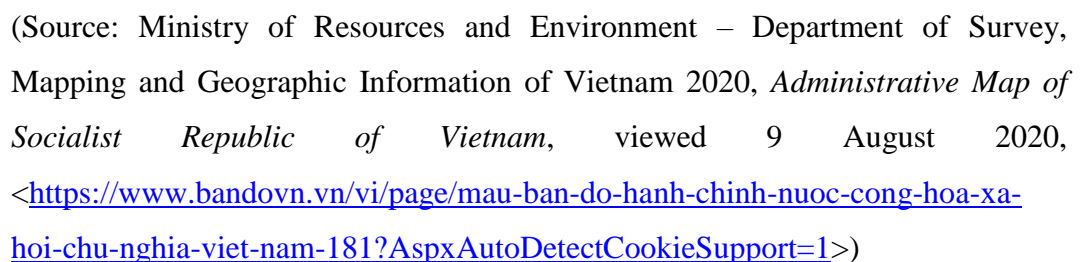 (Source: Ministry of Resources and Environment – Department of Survey,
Mapping and Geographic Information of Vietnam 2020, Administrative Map of
Socialist Republic of Vietnam, viewed 9 August 2020,
<https://www.bandovn.vn/vi/page/mau-ban-do-hanh-chinh-nuoc-cong-hoa-xa-
hoi-chu-nghia-viet-nam-181?AspxAutoDetectCookieSupport=1>)